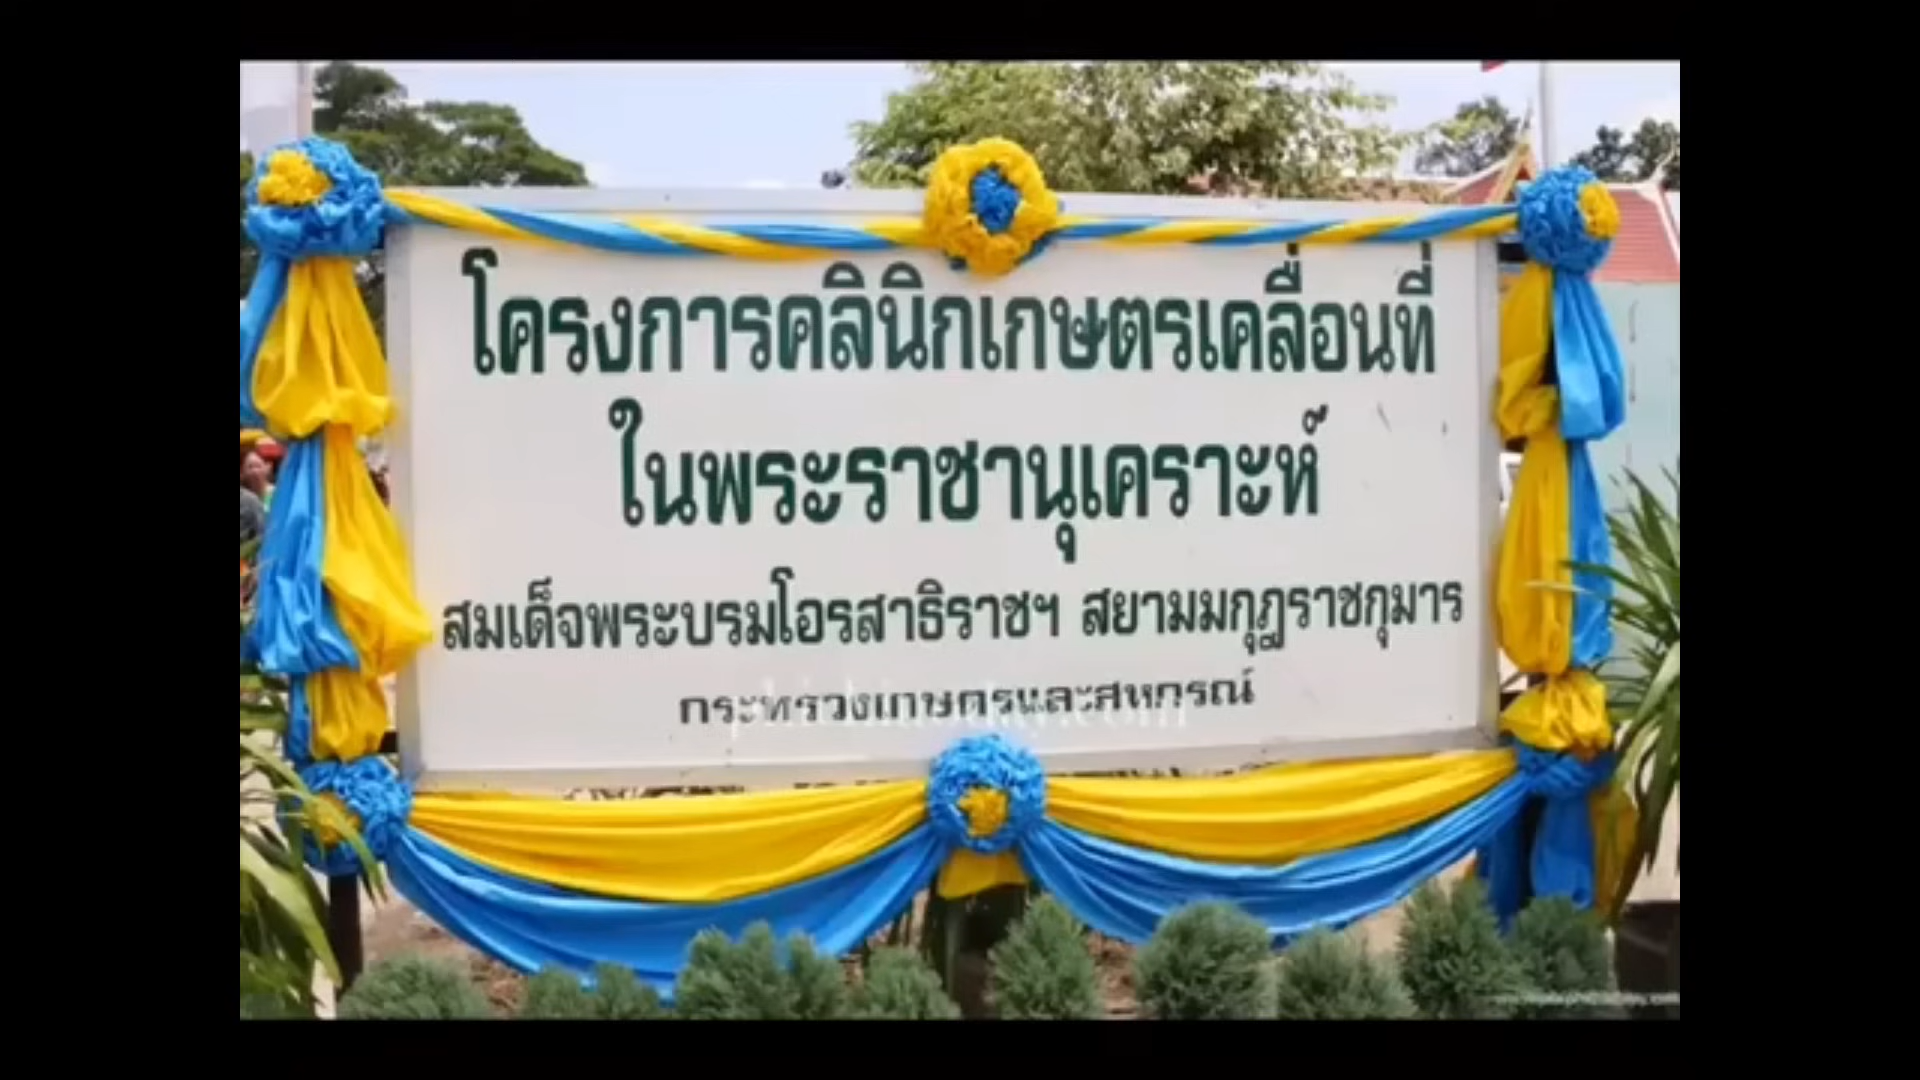 โครงการคลินิกเกษตรเคลื่อนที่
ในพระราชานุเคราะห์
สมเด็จพระบรมโอรสาธิราชฯ สยามมกุฎราชกุมาร
กระทรวงเกษตรและสหกรณ์